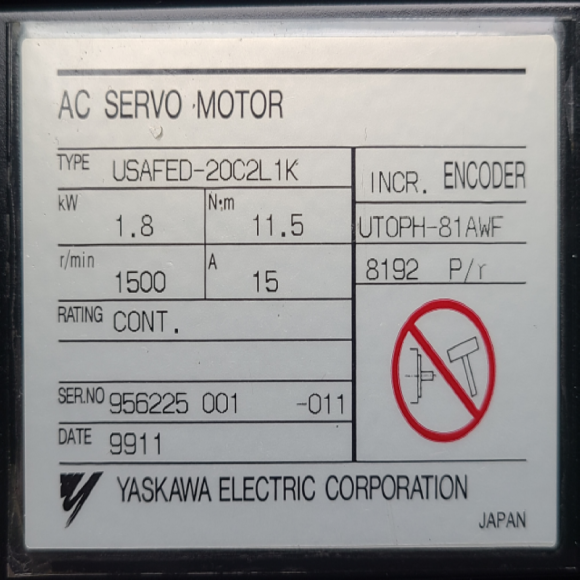 AC SERVO MOTOR
TYPE USAFED-20C2L1K
INCR. ENCODER
kW 1.8 N·m 11.5
UTOPH-81AWF
r/min 1500 A 15
8192 P/r
RATING CONT.
SER.NO 956225 001 -011
DATE 9911
YASKAWA ELECTRIC CORPORATION
JAPAN